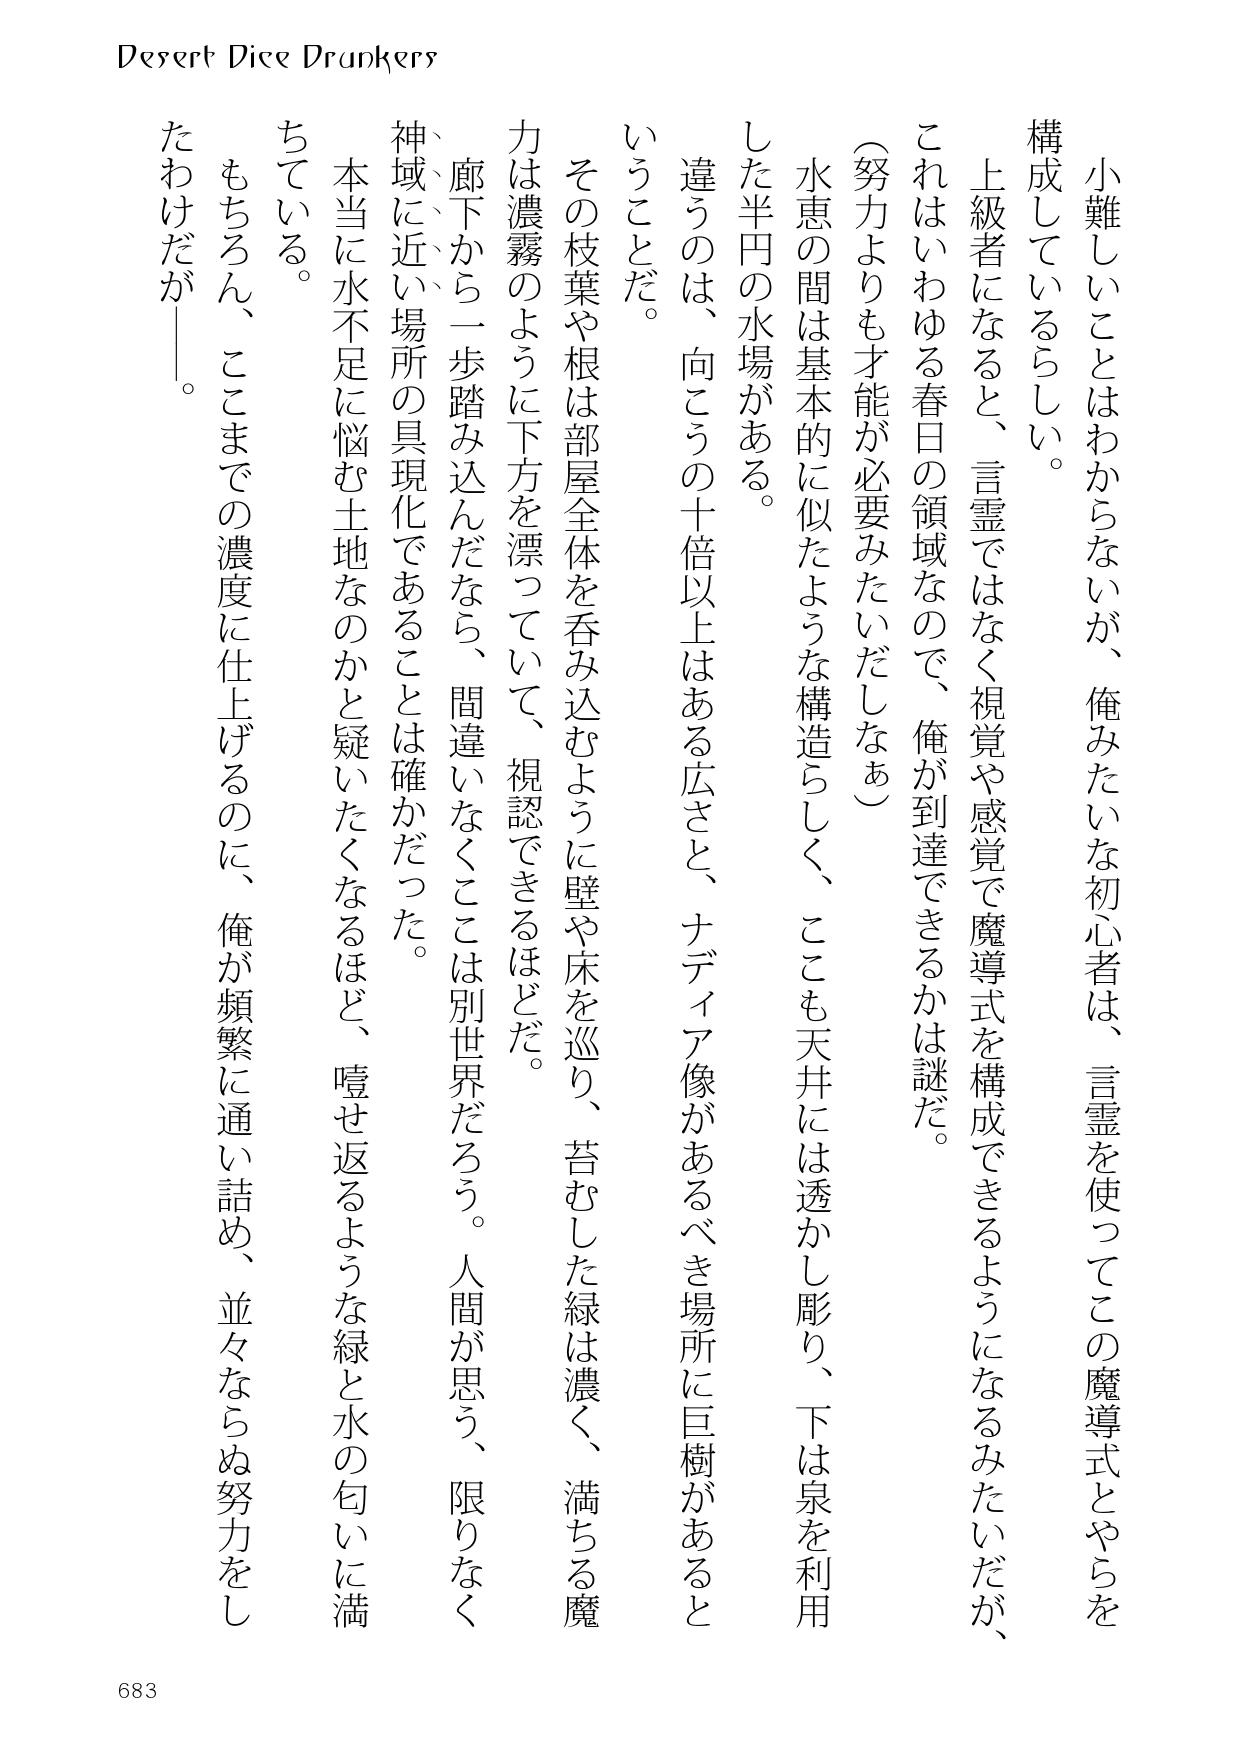 Desert Dice Drunkers
　小難しいことはわからないが、俺みたいな初心者は、言霊を使ってこの魔導式とやらを
構成しているらしい。
　上級者になると、言霊ではなく視覚や感覚で魔導式を構成できるようになるみたいだが、
これはいわゆる春日の領域なので、俺が到達できるかは謎だ。
（努力よりも才能が必要みたいだしなぁ）
　水恵の間は基本的に似たような構造らしく、ここも天井には透かし彫り、下は泉を利用
した半円の水場がある。
　違うのは、向こうの十倍以上はある広さと、ナディア像があるべき場所に巨樹があると
いうことだ。
　その枝葉や根は部屋全体を呑み込むように壁や床を巡り、苔むした緑は濃く、満ちる魔
力は濃霧のように下方を漂っていて、視認できるほどだ。
　廊下から一歩踏み込んだなら、間違いなくここは別世界だろう。人間が思う、限りなく
神域に近い場所の具現化であることは確かだった。
　本当に水不足に悩む土地なのかと疑いたくなるほど、噎せ返るような緑と水の匂いに満
ちている。
　もちろん、ここまでの濃度に仕上げるのに、俺が頻繁に通い詰め、並々ならぬ努力をし
たわけだが――。
683